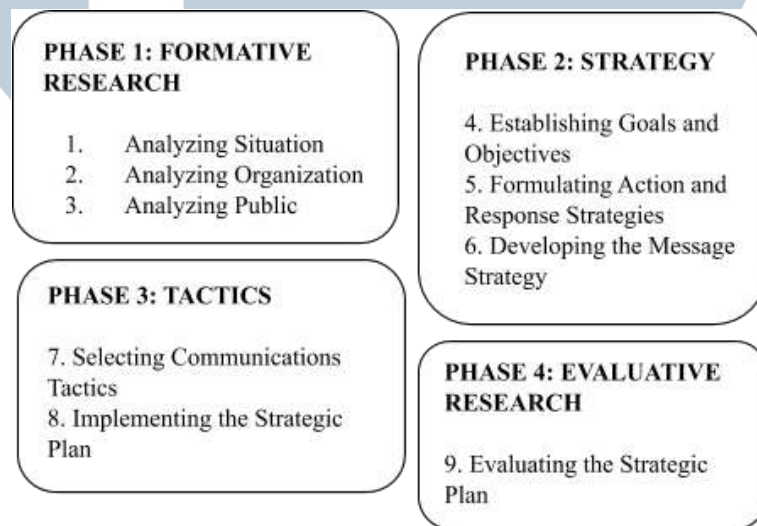 PHASE 1: FORMATIVE
RESEARCH
1. Analyzing Situation
2. Analyzing Organization
3. Analyzing Public
PHASE 2: STRATEGY
4. Establishing Goals and
Objectives
5. Formulating Action and
Response Strategies
6. Developing the Message
Strategy
PHASE 3: TACTICS
7. Selecting Communications
Tactics
8. Implementing the Strategic
Plan
PHASE 4: EVALUATIVE
RESEARCH
9. Evaluating the Strategic
Plan